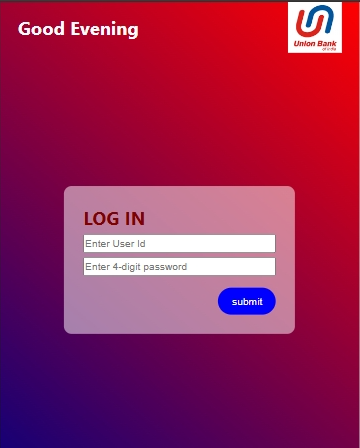 Good Evening
Union Bank
of India
LOG IN
Enter User Id
Enter 4-digit password
submit